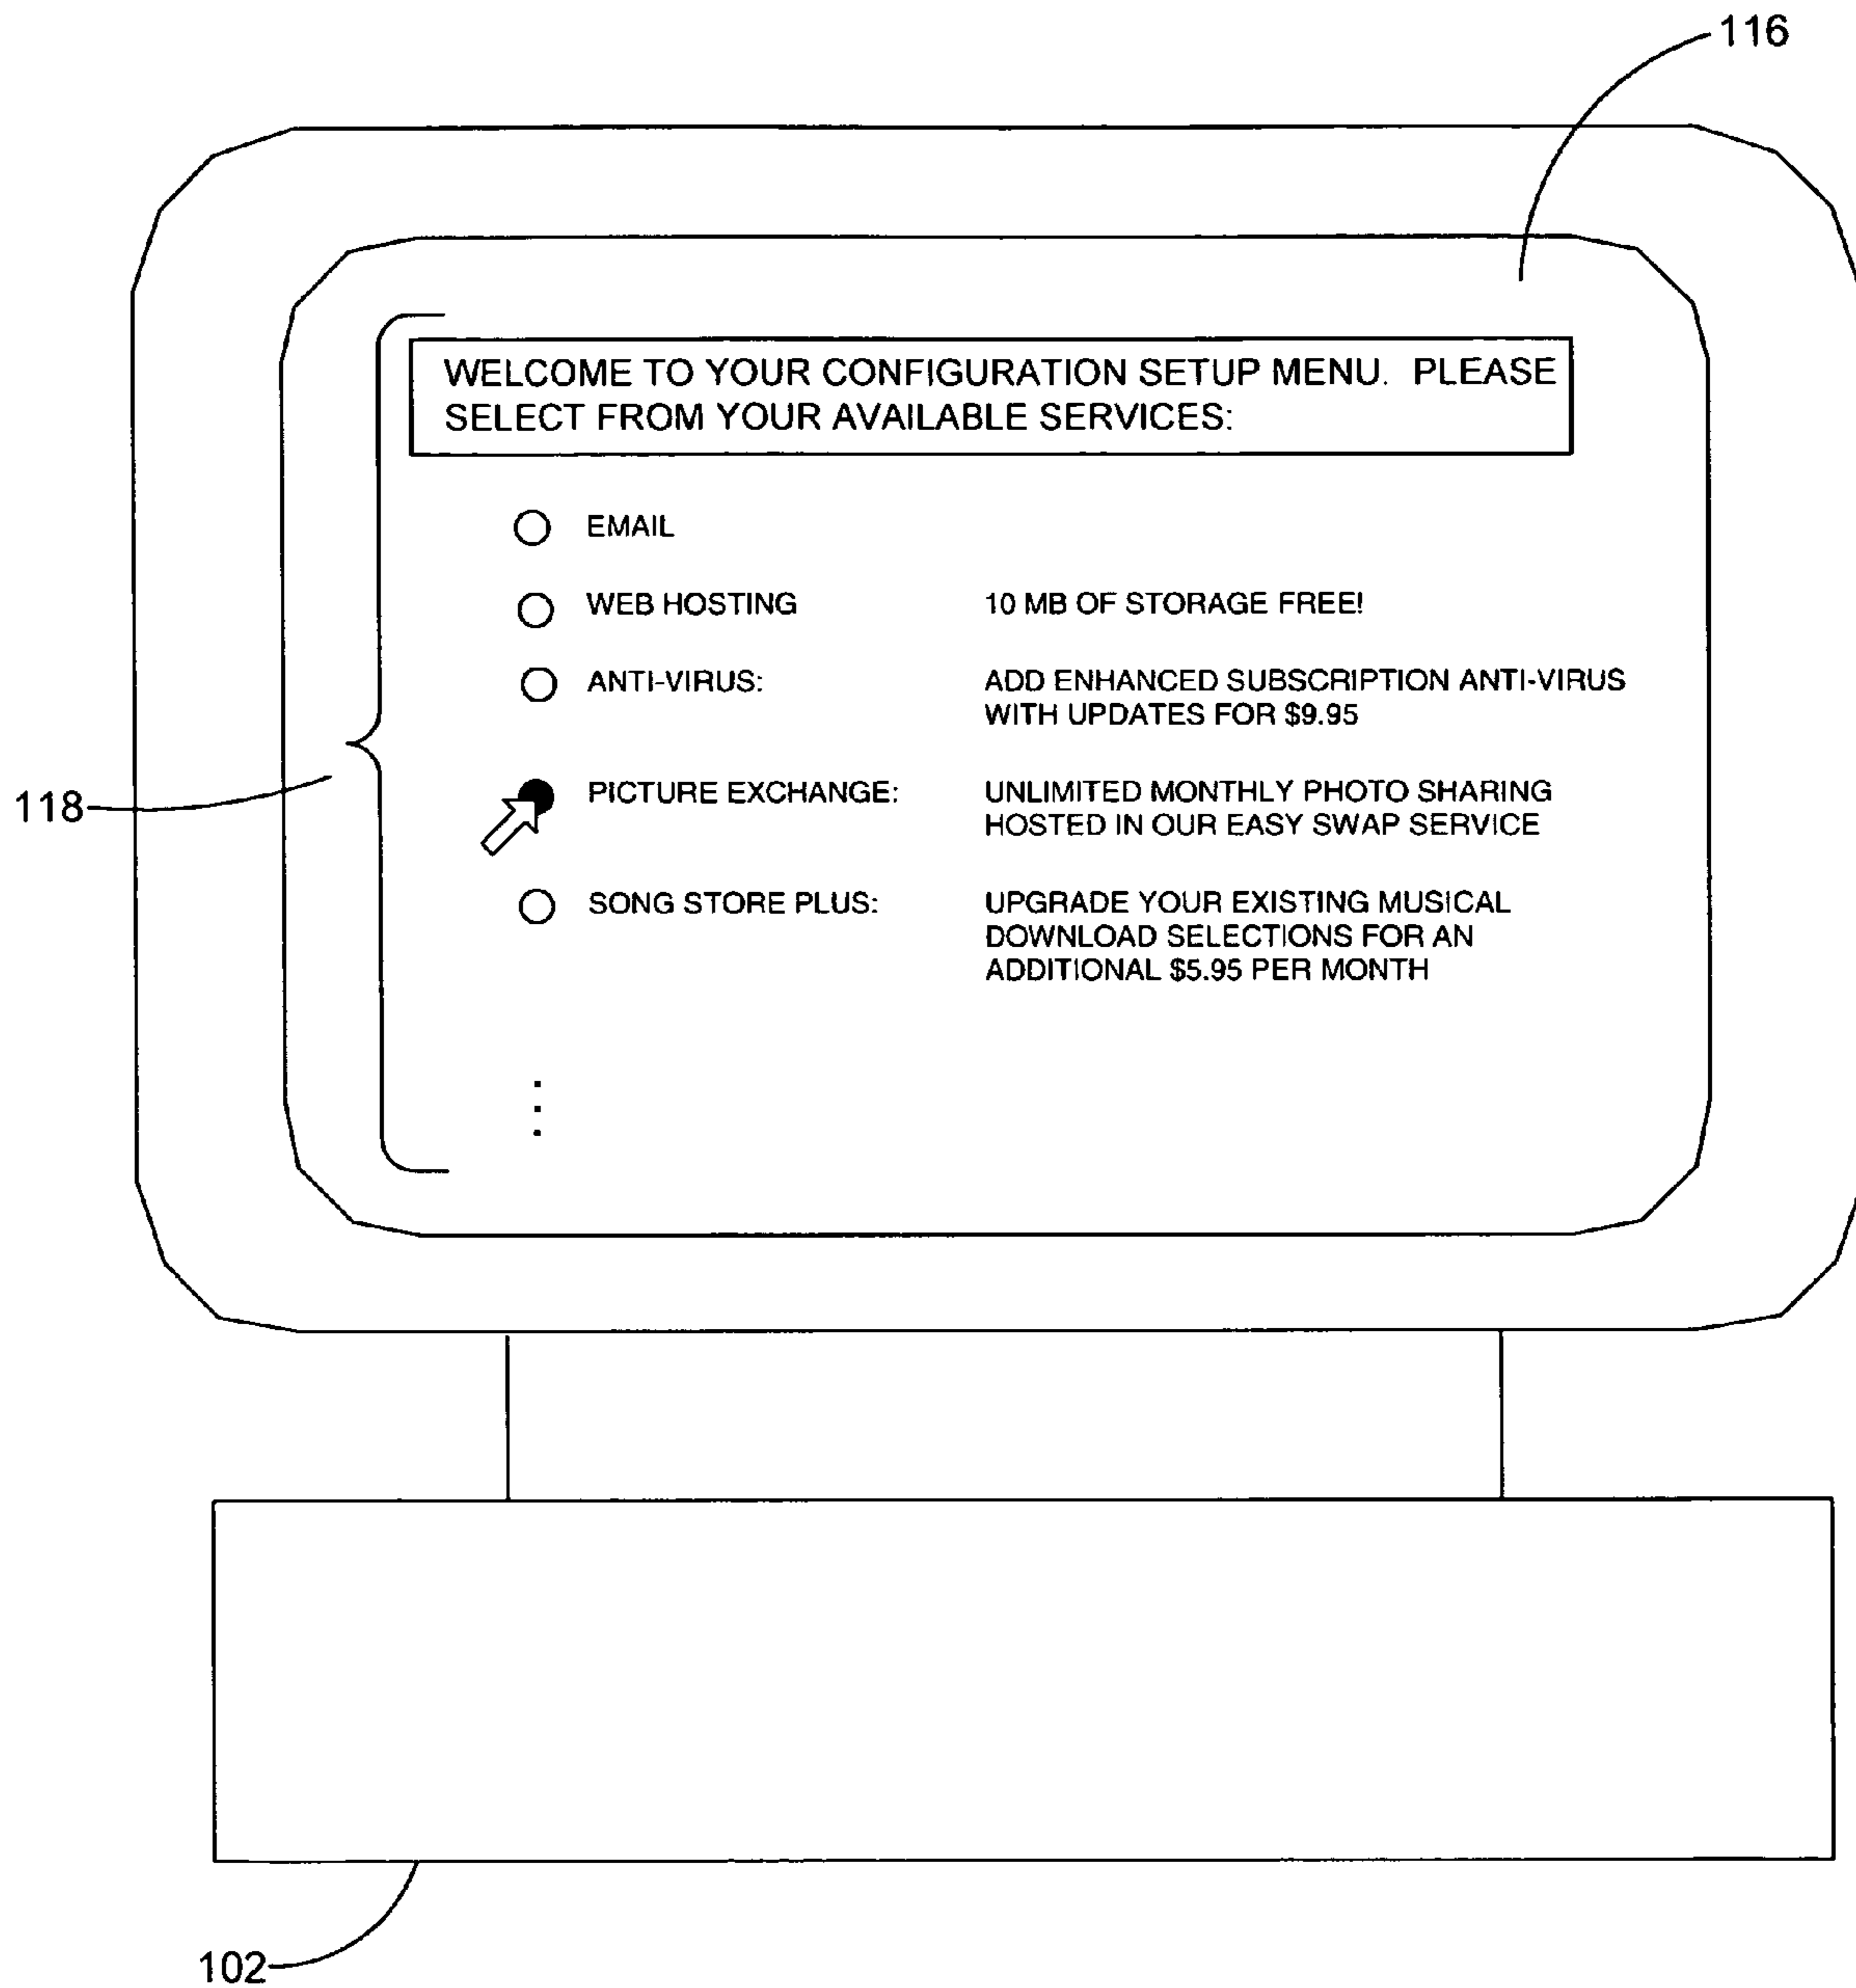 116
WELCOME TO YOUR CONFIGURATION SETUP MENU. PLEASE
SELECT FROM YOUR AVAILABLE SERVICES:
EMAIL
WEB HOSTING 10 MB OF STORAGE FREE!
ANTI-VIRUS: ADD ENHANCED SUBSCRIPTION ANTI-VIRUS
WITH UPDATES FOR $9.95
118
PICTURE EXCHANGE: UNLIMITED MONTHLY PHOTO SHARING
HOSTED IN OUR EASY SWAP SERVICE
SONG STORE PLUS: UPGRADE YOUR EXISTING MUSICAL
DOWNLOAD SELECTIONS FOR AN
ADDITIONAL $5.95 PER MONTH
102